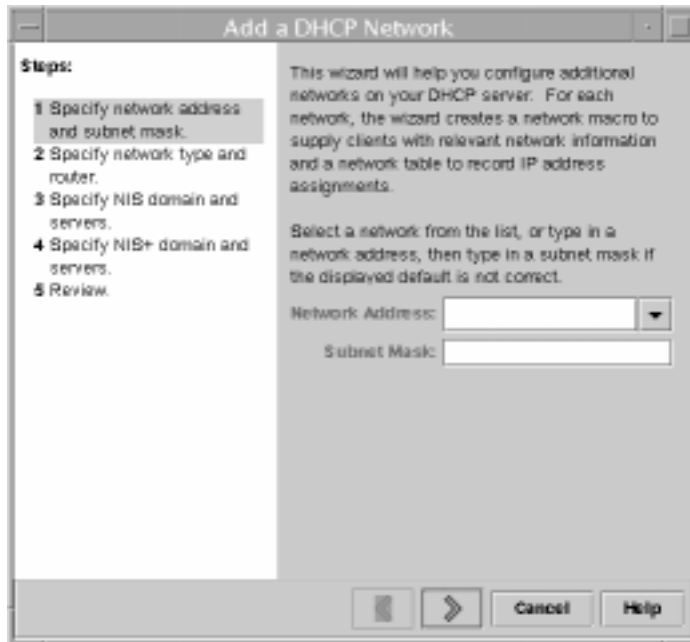 Add a DHCP Network
Steps:
1 Specify network address
and subnet mask.
2 Specify network type and
router.
3 Specify NIS domain and
servers.
4 Specify NIS+ domain and
servers.
5 Review.
This wizard will help you configure additional
networks on your DHCP server. For each
network, the wizard creates a network macro to
supply clients with relevant network information
and a network table to record IP address
assignments.
Select a network from the list, or type in a
network address, then type in a subnet mask if
the displayed default is not correct.
Network Address:
Subnet Mask:
Cancel
Help